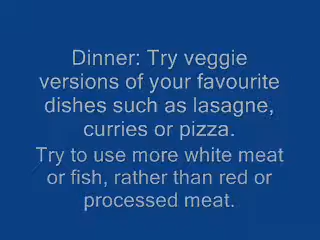 Dinner: Try veggie
versions of your favourite
dishes such as lasagne,
curries or pizza.
Try to use more white meat
or fish, rather than red or
processed meat.